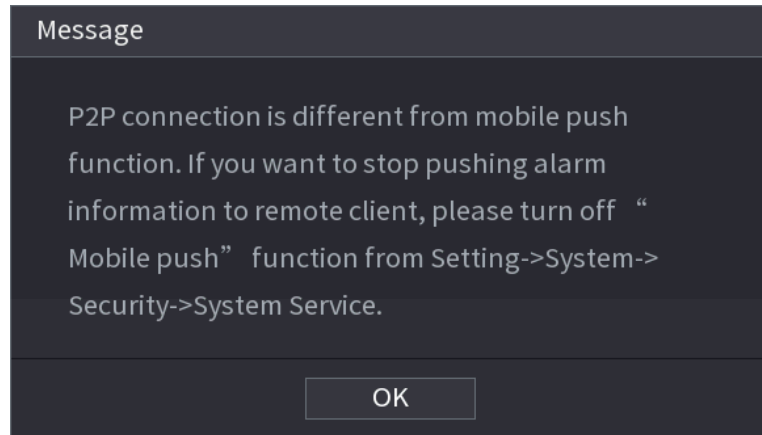 Message
P2P connection is different from mobile push
function. If you want to stop pushing alarm
information to remote client, please turn off “
Mobile push” function from Setting->System->
Security->System Service.
OK